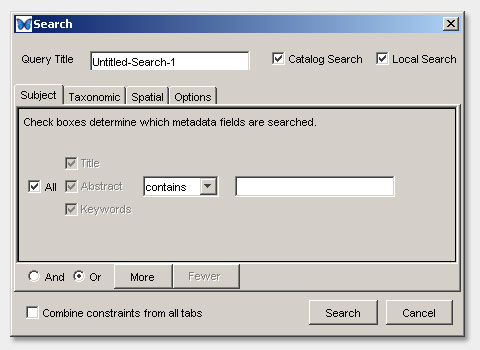 Search
Query Title Untitled-Search-1 Catalog Search Local Search
Subject Taxonomic Spatial Options
Check boxes determine which metadata fields are searched.
Title
All Abstract contains
Keywords
And Or More Fewer
Combine constraints from all tabs Search Cancel